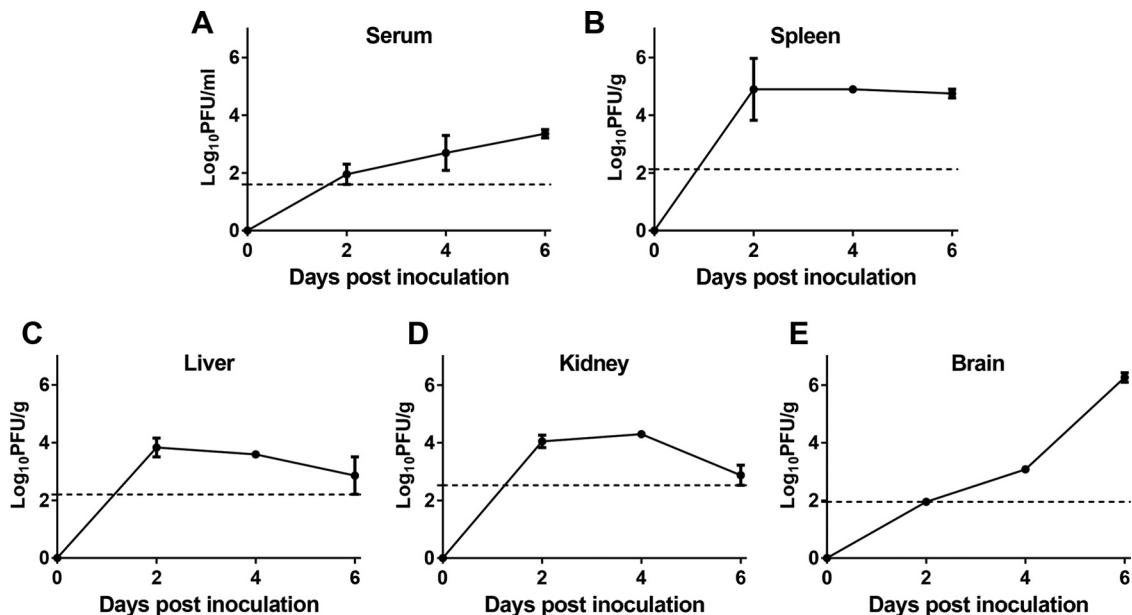 A
Serum
Log₁₀PFU/ml
6
4
2
0
0 2 4 6
Days post inoculation
B
Spleen
Log₁₀PFU/g
6
4
2
0
0 2 4 6
Days post inoculation
C
Liver
Log₁₀PFU/g
6
4
2
0
0 2 4 6
Days post inoculation
D
Kidney
Log₁₀PFU/g
6
4
2
0
0 2 4 6
Days post inoculation
E
Brain
Log₁₀PFU/g
6
4
2
0
0 2 4 6
Days post inoculation